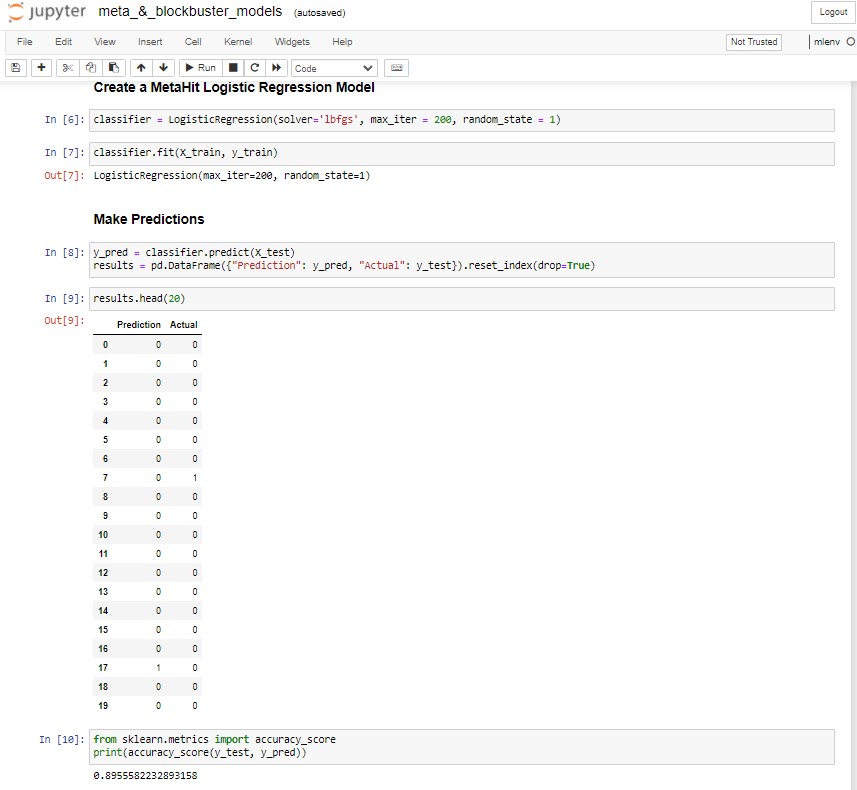 jupyter meta_&_blockbuster_models (autosaved)
Logout
File Edit View Insert Cell Kernel Widgets Help
Not Trusted mlenv
Run Code
Create a MetaHit Logistic Regression Model
In [6]: classifier = LogisticRegression(solver='lbfgs', max_iter = 200, random_state = 1)
In [7]: classifier.fit(X_train, y_train)
Out[7]: LogisticRegression(max_iter=200, random_state=1)
Make Predictions
In [8]: y_pred = classifier.predict(X_test)
results = pd.DataFrame({"Prediction": y_pred, "Actual": y_test}).reset_index(drop=True)
In [9]: results.head(20)
Out[9]:
Prediction Actual
0 0 0
1 0 0
2 0 0
3 0 0
4 0 0
5 0 0
6 0 0
7 0 1
8 0 0
9 0 0
10 0 0
11 0 0
12 0 0
13 0 0
14 0 0
15 0 0
16 0 0
17 1 0
18 0 0
19 0 0
In [10]: from sklearn.metrics import accuracy_score
print(accuracy_score(y_test, y_pred))
0.8955582232893158